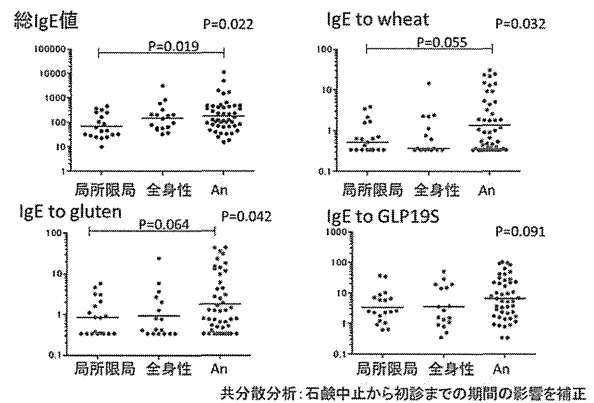 総IgE値
P=0.022
P=0.019
100000
10000
1000
100
10
1
局所限局 全身性 An
IgE to wheat
P=0.032
P=0.055
100
10
1
0.1
局所限局 全身性 An
IgE to gluten
P=0.042
P=0.064
100
10
1
0.1
局所限局 全身性 An
IgE to GLP19S
P=0.091
1000
100
10
1
0.1
局所限局 全身性 An
共分散分析：石鹸中止から初診までの期間の影響を補正